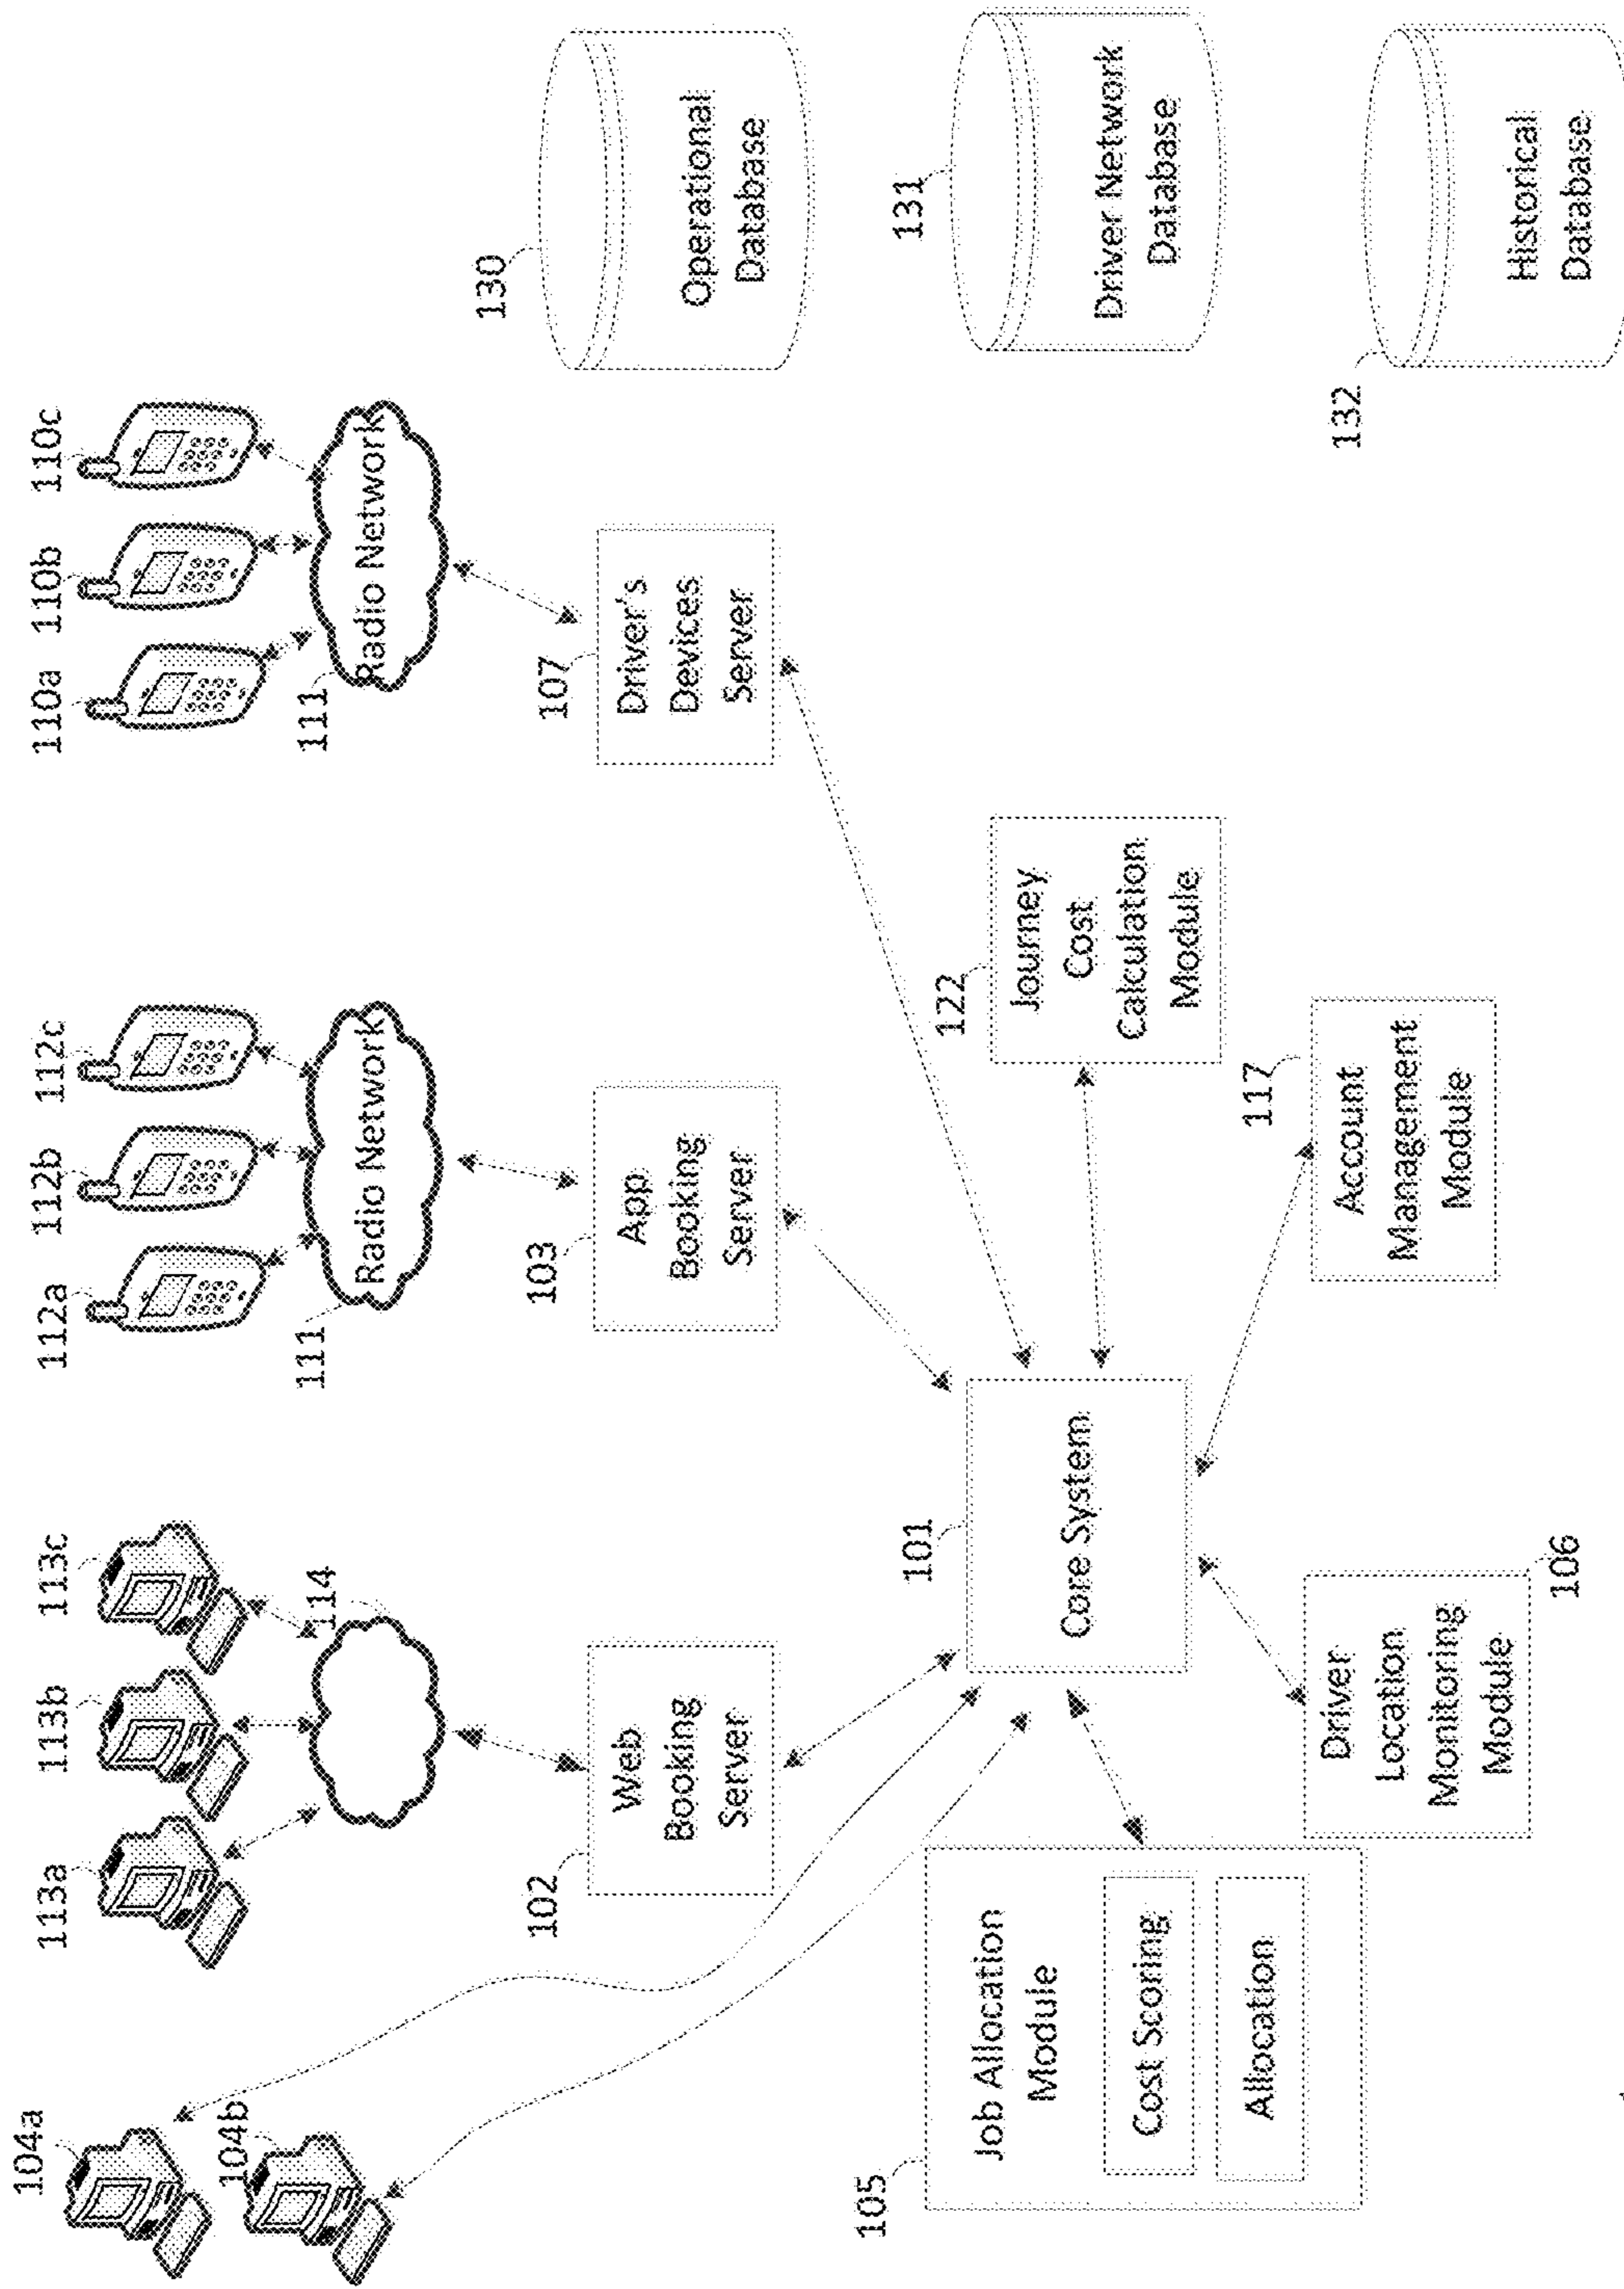 104a
104b
113a
113b
113c
114
112a
112b
112c
111
Radio Network
110a
110b
110c
111
Radio Network
102
Web
Booking
Server
103
App
Booking
Server
107
Driver's
Devices
Server
130
Operational
Database
131
Driver Network
Database
132
Historical
Database
101
Core System
122
Journey
Cost
Calculation
Module
117
Account
Management
Module
105
Job Allocation
Module
Cost Scoring
Allocation
Driver
Location
Monitoring
Module
106